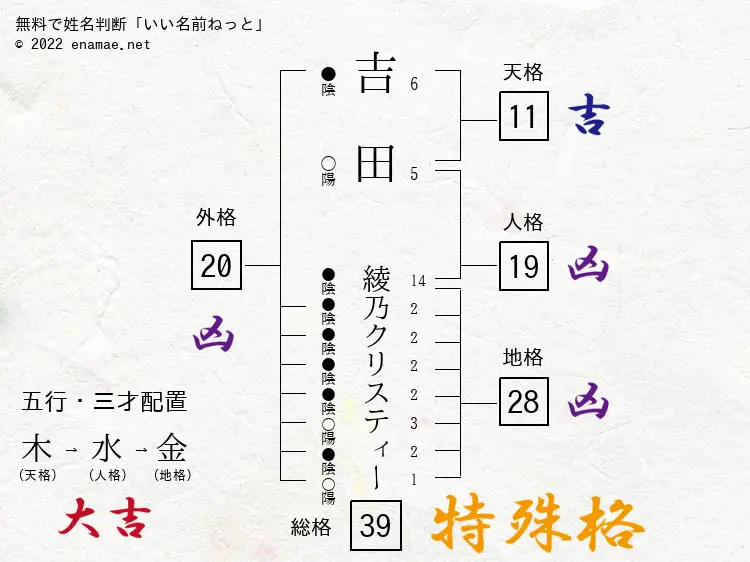 無料で姓名判断「いい名前ねっと」
© 2022 enamae.net
吉田
綾乃クリスティー
●陰
○陽
●陰
●陰
●陰
●陰
●陰
○陽
●陰
○陽
6
5
14
2
2
2
2
3
2
1
天格
11 吉
人格
19 凶
地格
28 凶
外格
20
凶
五行・三才配置
木→水→金
(天格) (人格) (地格)
大吉
総格 39 特殊格